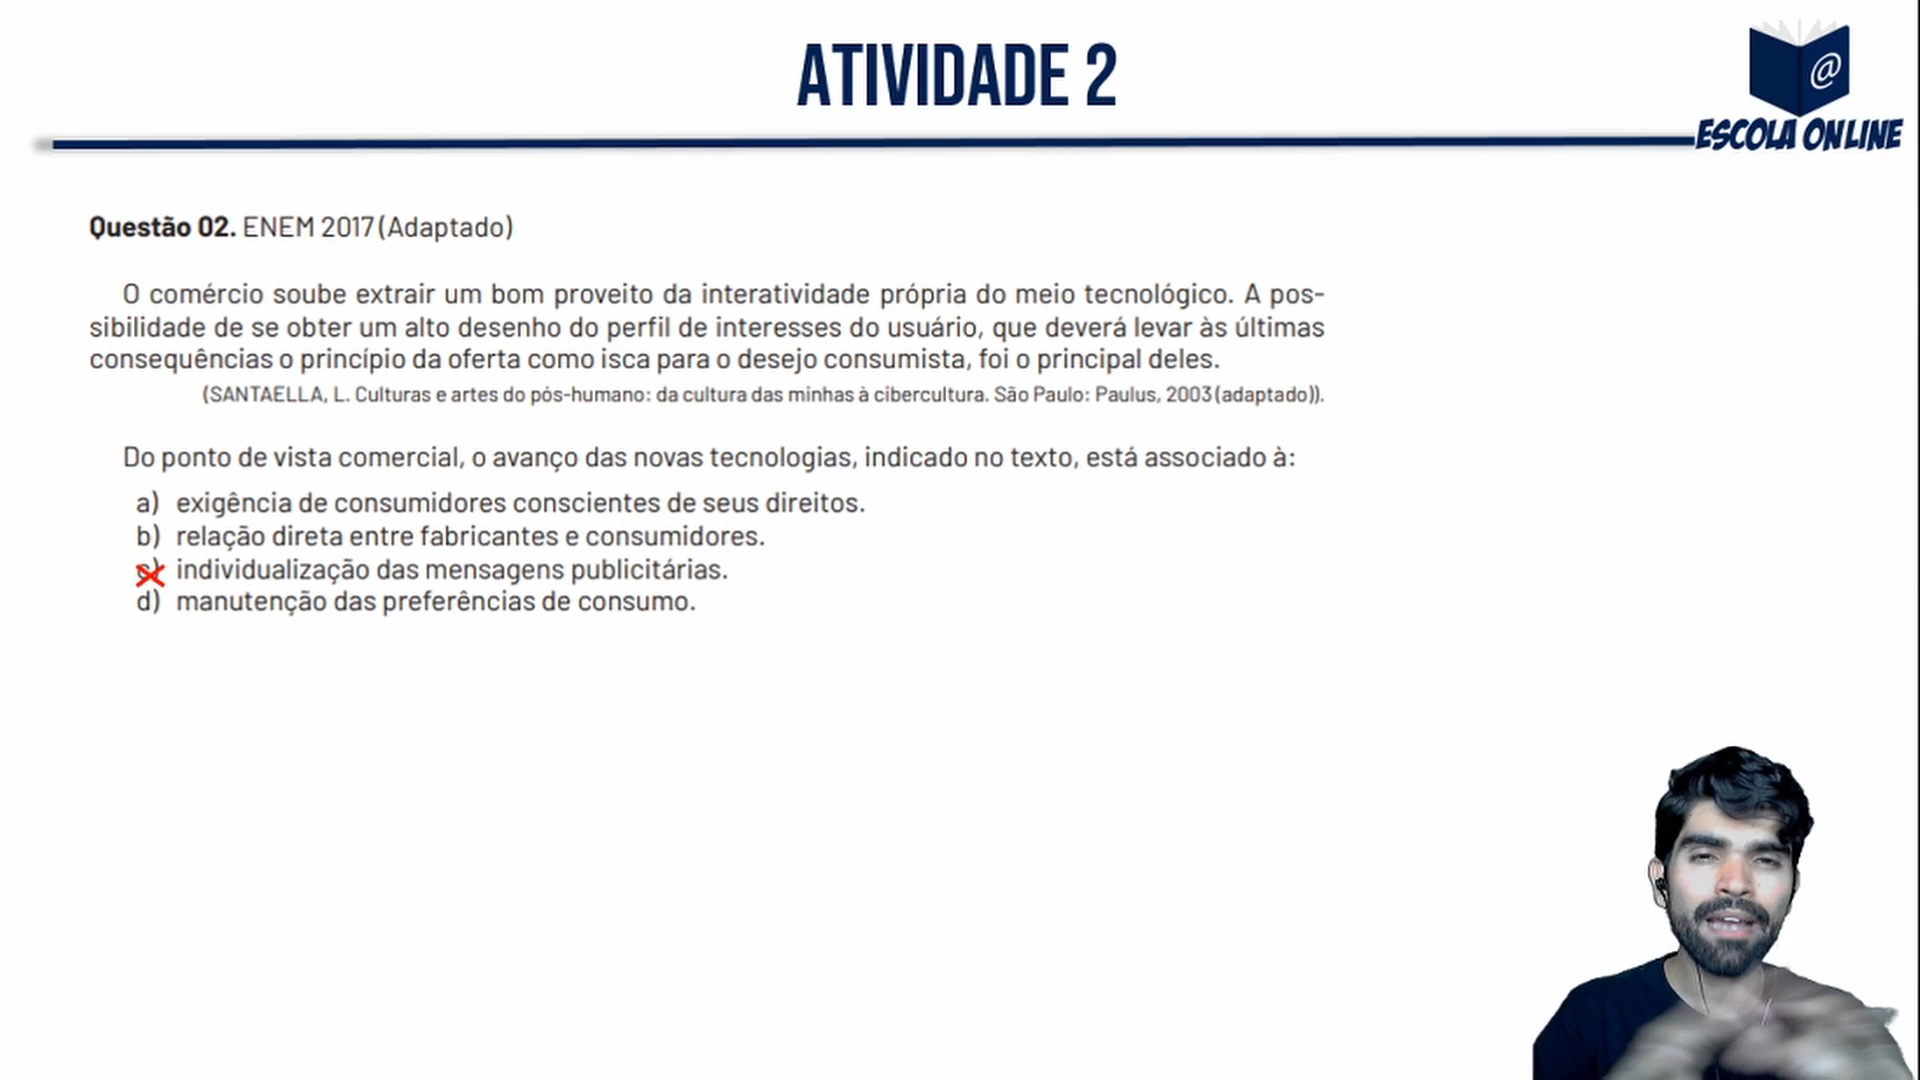 ATIVIDADE 2
@
ESCOLA ONLINE
Questão 02. ENEM 2017 (Adaptado)
O comércio soube extrair um bom proveito da interatividade própria do meio tecnológico. A pos-
sibilidade de se obter um alto desenho do perfil de interesses do usuário, que deverá levar às últimas
consequências o princípio da oferta como isca para o desejo consumista, foi o principal deles.
(SANTAELLA, L. Culturas e artes do pós-humano: da cultura das minhas à cibercultura. São Paulo: Paulus, 2003 (adaptado)).
Do ponto de vista comercial, o avanço das novas tecnologias, indicado no texto, está associado à:
a) exigência de consumidores conscientes de seus direitos.
b) relação direta entre fabricantes e consumidores.
c) individualização das mensagens publicitárias.
d) manutenção das preferências de consumo.